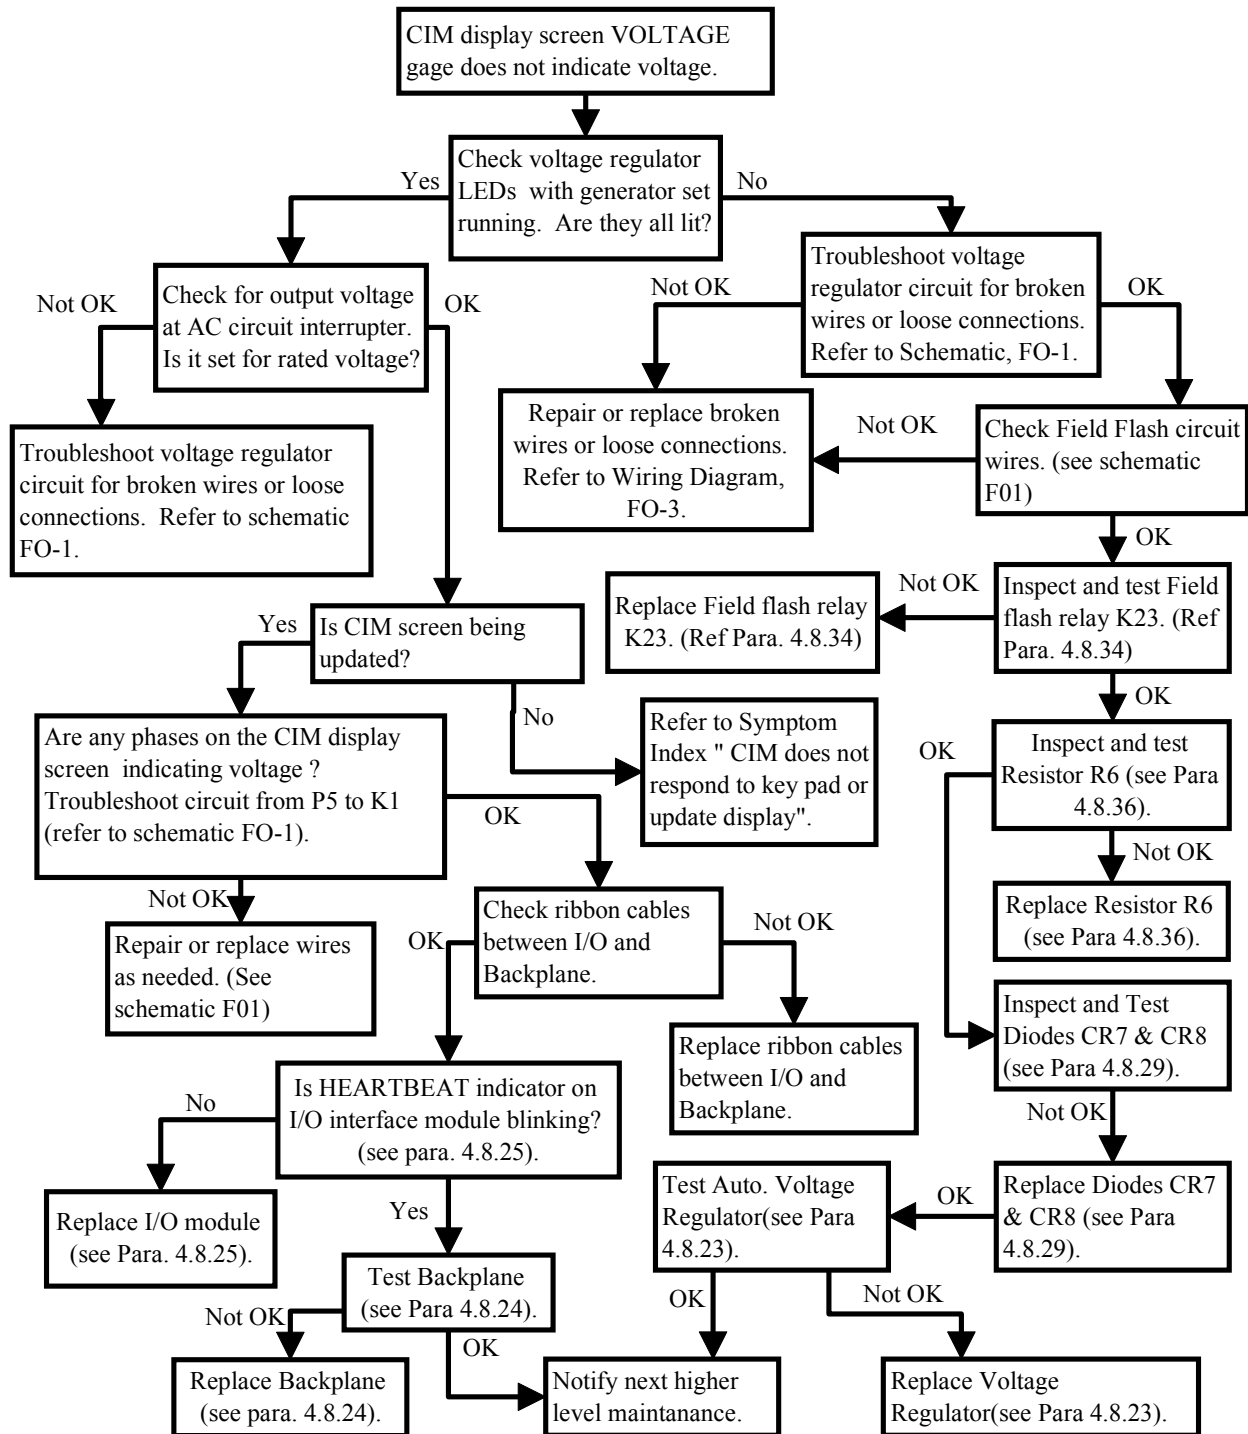 CIM display screen VOLTAGE
gage does not indicate voltage.
Check voltage regulator
LEDs with generator set
running. Are they all lit?
Yes
No
Check for output voltage
at AC circuit interrupter.
Is it set for rated voltage?
Not OK
OK
Troubleshoot voltage
regulator circuit for broken
wires or loose connections.
Refer to Schematic, FO-1.
Not OK
OK
Troubleshoot voltage regulator
circuit for broken wires or loose
connections. Refer to schematic
FO-1.
Repair or replace broken
wires or loose connections.
Refer to Wiring Diagram,
FO-3.
Not OK
Check Field Flash circuit
wires. (see schematic
F01)
OK
Is CIM screen being
updated?
Yes
No
Replace Field flash relay
K23. (Ref Para. 4.8.34)
Not OK
Inspect and test Field
flash relay K23. (Ref
Para. 4.8.34)
OK
Are any phases on the CIM display
screen indicating voltage ?
Troubleshoot circuit from P5 to K1
(refer to schematic FO-1).
OK
Not OK
Refer to Symptom
Index " CIM does not
respond to key pad or
update display".
OK
Inspect and test
Resistor R6 (see Para
4.8.36).
Not OK
Replace Resistor R6
(see Para 4.8.36).
Repair or replace wires
as needed. (See
schematic F01)
OK
Check ribbon cables
between I/O and
Backplane.
Not OK
Replace ribbon cables
between I/O and
Backplane.
Inspect and Test
Diodes CR7 & CR8
(see Para 4.8.29).
Not OK
Is HEARTBEAT indicator on
I/O interface module blinking?
(see para. 4.8.25).
No
Yes
Replace I/O module
(see Para. 4.8.25).
Test Auto. Voltage
Regulator(see Para
4.8.23).
OK
Replace Diodes CR7
& CR8 (see Para
4.8.29).
Test Backplane
(see Para 4.8.24).
Not OK
OK
OK
Not OK
Replace Backplane
(see para. 4.8.24).
Notify next higher
level maintanance.
Replace Voltage
Regulator(see Para 4.8.23).